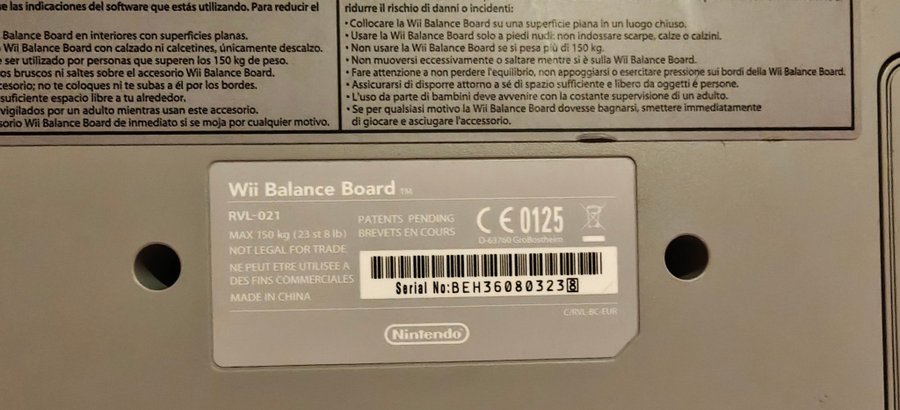 e las indicaciones del software que estás utilizando. Para reducir el
Balance Board en interiores con superficies planas.
Wii Balance Board con calzado ni calcetines, únicamente descalzo.
ser utilizado por personas que superen los 150 kg de peso.
os bruscos ni saltes sobre el accesorio Wii Balance Board.
cesorio; no te coloques ni te subas a él por los bordes.
suficiente espacio libre a tu alrededor.
vigilados por un adulto mientras usan este accesorio.
sorio Wii Balance Board de inmediato si se moja por cualquier motivo.
ridurre il rischio di danni o incidenti:
• Collocare la Wii Balance Board su una superficie piana in un luogo chiuso.
• Usare la Wii Balance Board solo a piedi nudi: non indossare scarpe, calze o calzini.
• Non usare la Wii Balance Board se si pesa più di 150 kg.
• Non muoversi eccessivamente o saltare mentre si è sulla Wii Balance Board.
• Fare attenzione a non perdere l'equilibrio, non appoggiarsi o esercitare pressione sui bordi della Wii Balance Board.
• Assicurarsi di disporre attorno a sé di spazio sufficiente e libero da oggetti e persone.
• L'uso da parte di bambini deve avvenire con la costante supervisione di un adulto.
• Se per qualsiasi motivo la Wii Balance Board dovesse bagnarsi, smettere immediatamente
di giocare e asciugare l'accessorio.
Wii Balance Board TM
RVL-021
MAX 150 kg (23 st 8 lb)
NOT LEGAL FOR TRADE
NE PEUT ETRE UTILISEE A
DES FINS COMMERCIALES
MADE IN CHINA
PATENTS PENDING
BREVETS EN COURS
CE 0125
D-63760 Großostheim
Serial No:BEH360803238
C/RVL-BC-EUR
Nintendo